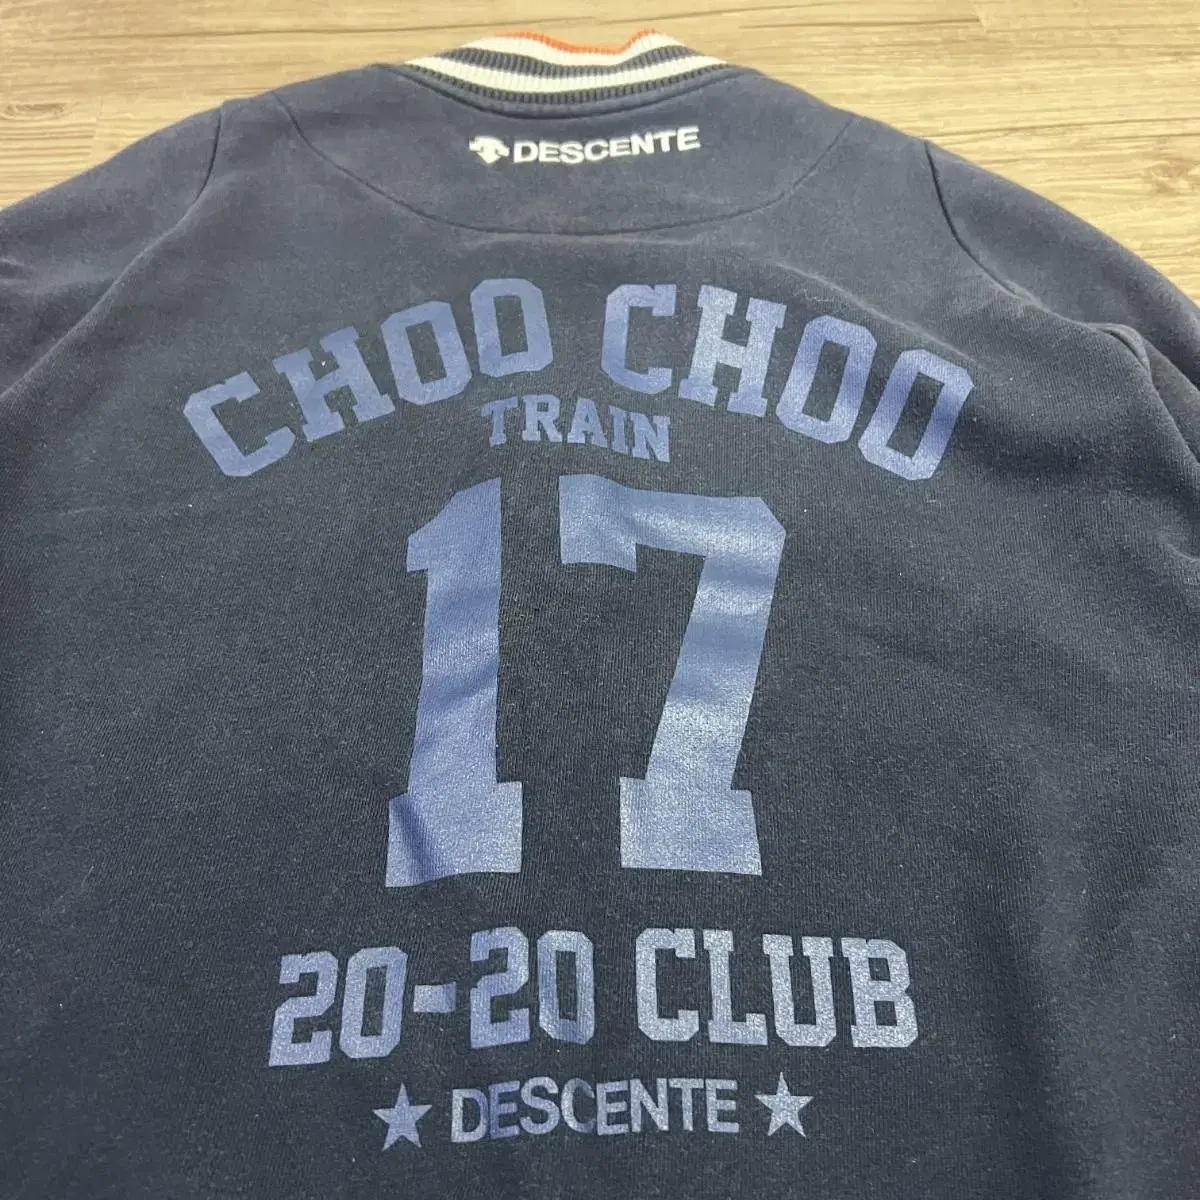 DESCENTE
CHOO CHOO
TRAIN
17
20-20 CLUB
★ DESCENTE ★